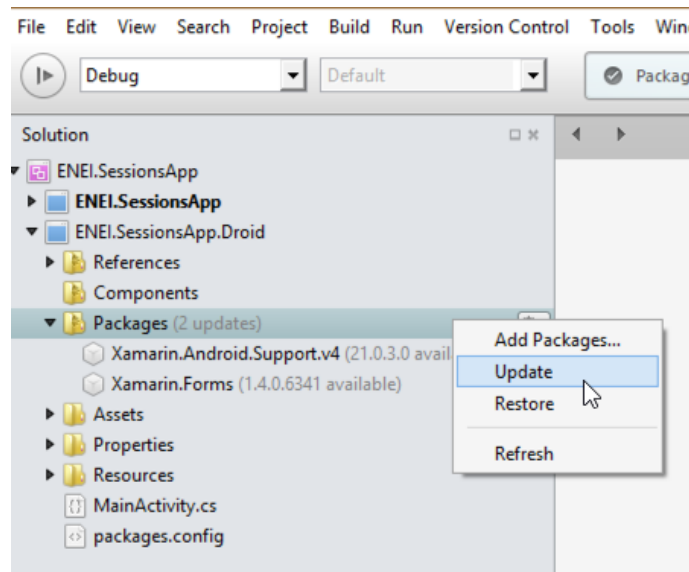 File Edit View Search Project Build Run Version Control Tools
Debug Default
Solution
ENEI.SessionsApp
ENEI.SessionsApp
ENEI.SessionsApp.Droid
References
Components
Packages (2 updates)
Xamarin.Android.Support.v4 (21.0.3.0
Xamarin.Forms (1.4.0.6341 available)
Assets
Properties
Resources
MainActivity.cs
packages.config
Add Packages...
Update
Restore
Refresh